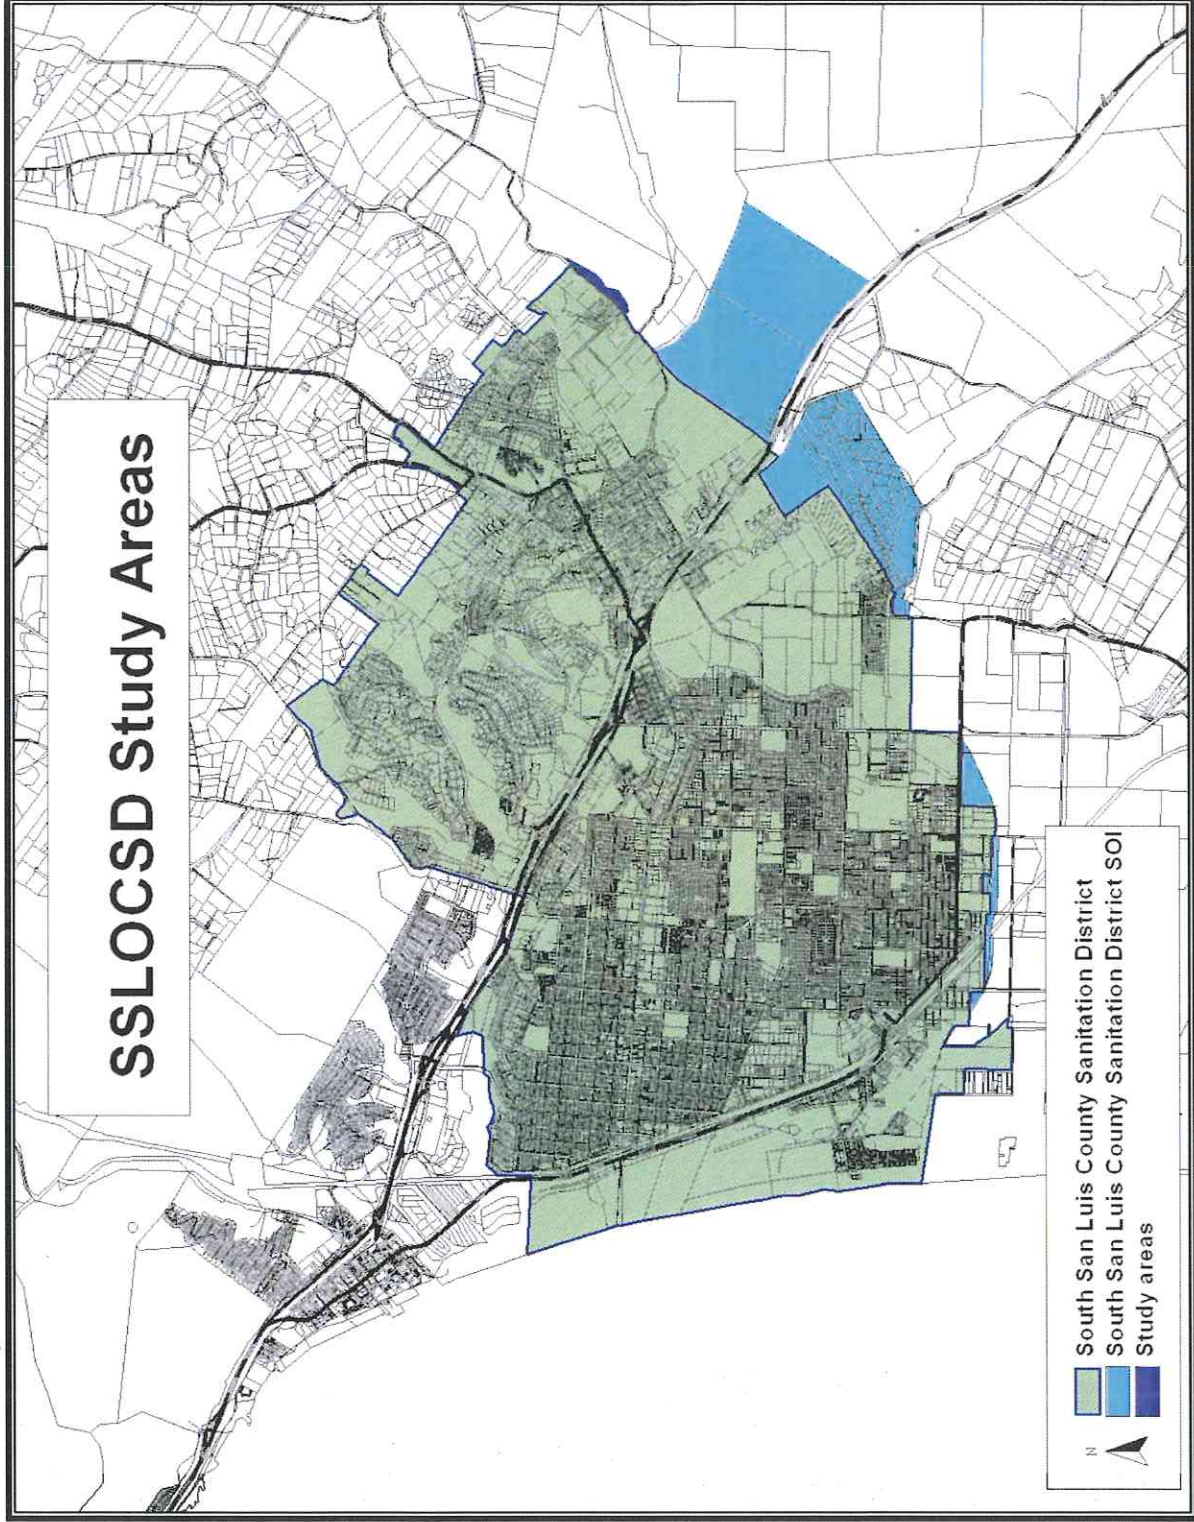 SSLOCSD Study Areas
South San Luis County Sanitation District
South San Luis County Sanitation District SOI
Study areas
N